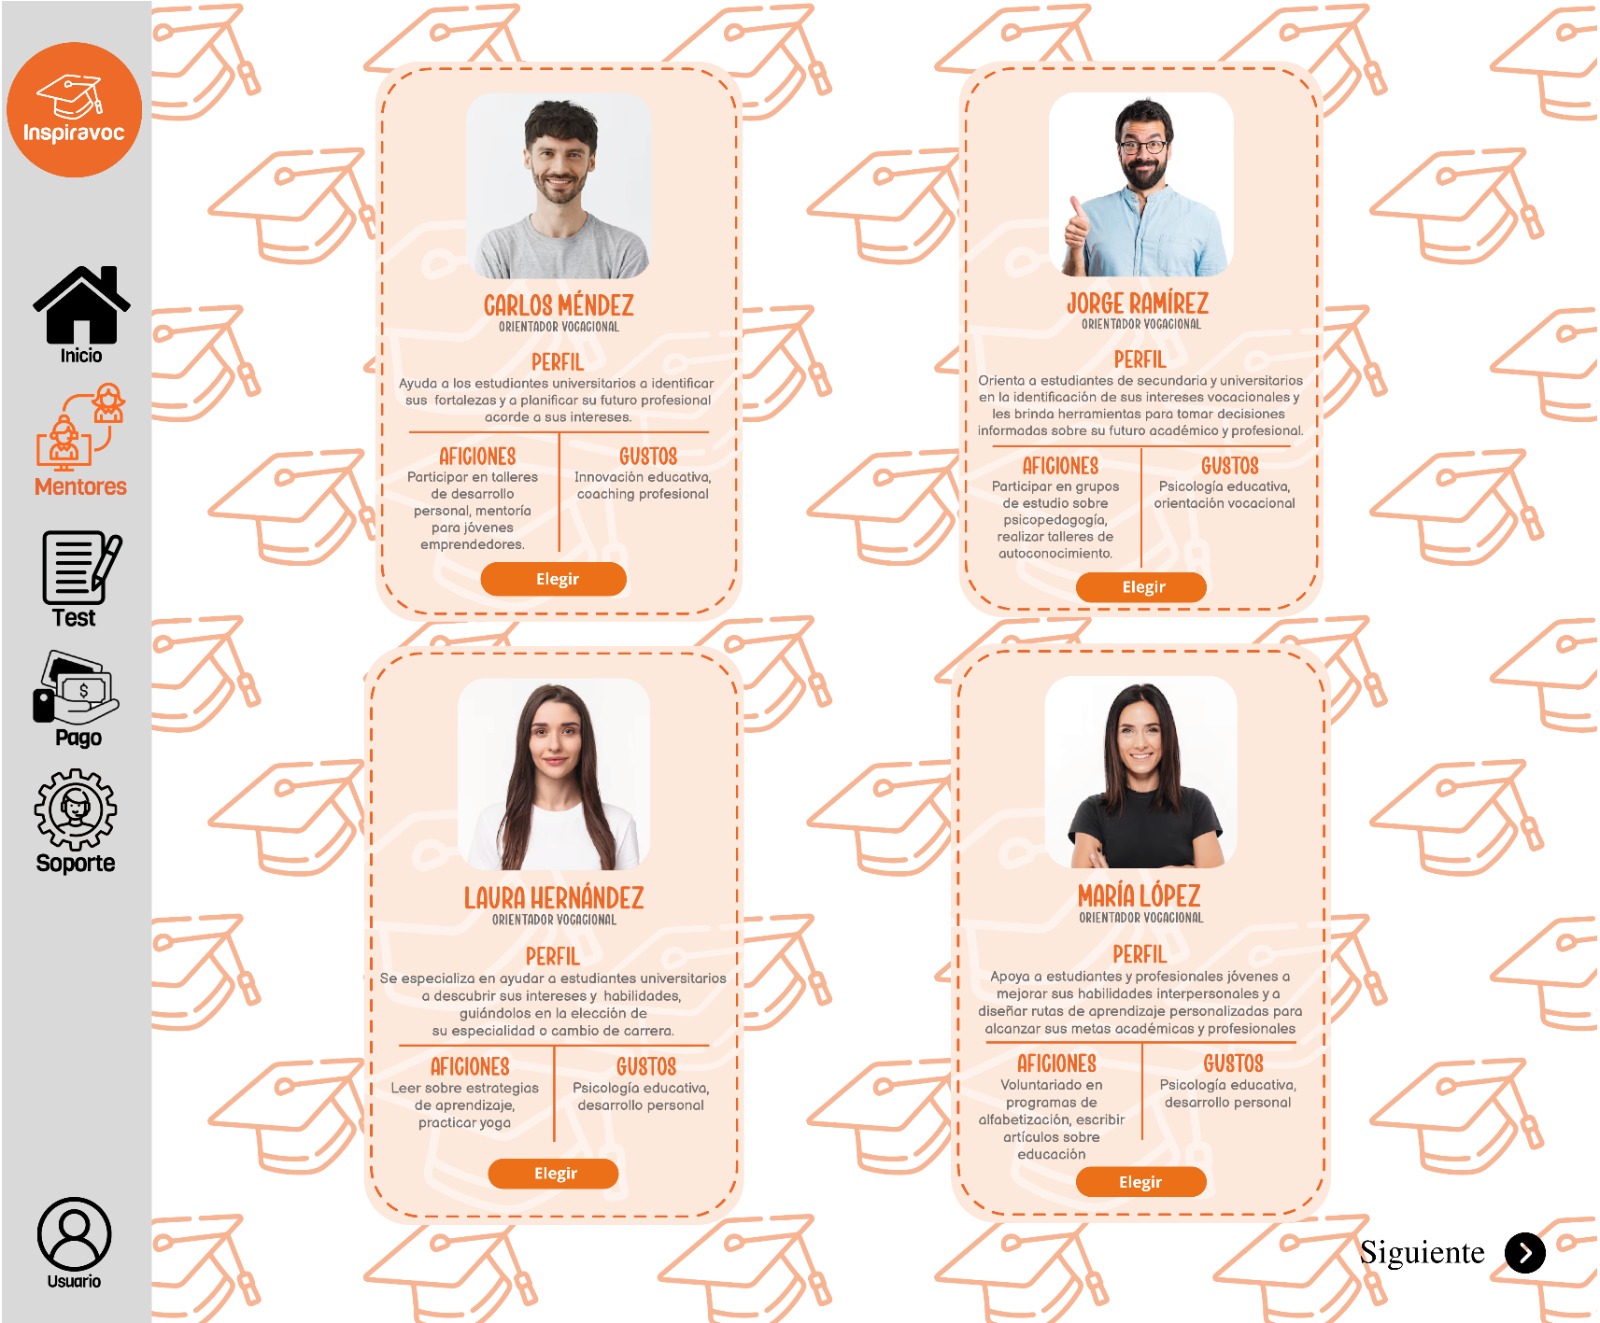 Inspiravoc
Inicio
Mentores
Test
Pago
$
Soporte
Usuario
CARLOS MÉNDEZ
ORIENTADOR VOCACIONAL
PERFIL
Ayuda a los estudiantes universitarios a identificar
sus fortalezas y a planificar su futuro profesional
acorde a sus intereses.
AFICIONES
Participar en talleres
de desarrollo
personal, mentoría
para jóvenes
emprendedores.
GUSTOS
Innovación educativa,
coaching profesional
Elegir
JORGE RAMÍREZ
ORIENTADOR VOCACIONAL
PERFIL
Orienta a estudiantes de secundaria y universitarios
en la identificación de sus intereses vocacionales y
les brinda herramientas para tomar decisiones
informadas sobre su futuro académico y profesional.
AFICIONES
Participar en grupos
de estudio sobre
psicopedagogía,
realizar talleres de
autoconocimiento.
GUSTOS
Psicología educativa,
orientación vocacional
Elegir
LAURA HERNÁNDEZ
ORIENTADOR VOCACIONAL
PERFIL
Se especializa en ayudar a estudiantes universitarios
a descubrir sus intereses y habilidades,
guiándolos en la elección de
su especialidad o cambio de carrera.
AFICIONES
Leer sobre estrategias
de aprendizaje,
practicar yoga
GUSTOS
Psicología educativa,
desarrollo personal
Elegir
MARÍA LÓPEZ
ORIENTADOR VOCACIONAL
PERFIL
Apoya a estudiantes y profesionales jóvenes a
mejorar sus habilidades interpersonales y a
diseñar rutas de aprendizaje personalizadas para
alcanzar sus metas académicas y profesionales
AFICIONES
Voluntariado en
programas de
alfabetización, escribir
artículos sobre
educación
GUSTOS
Psicología educativa,
desarrollo personal
Elegir
Siguiente